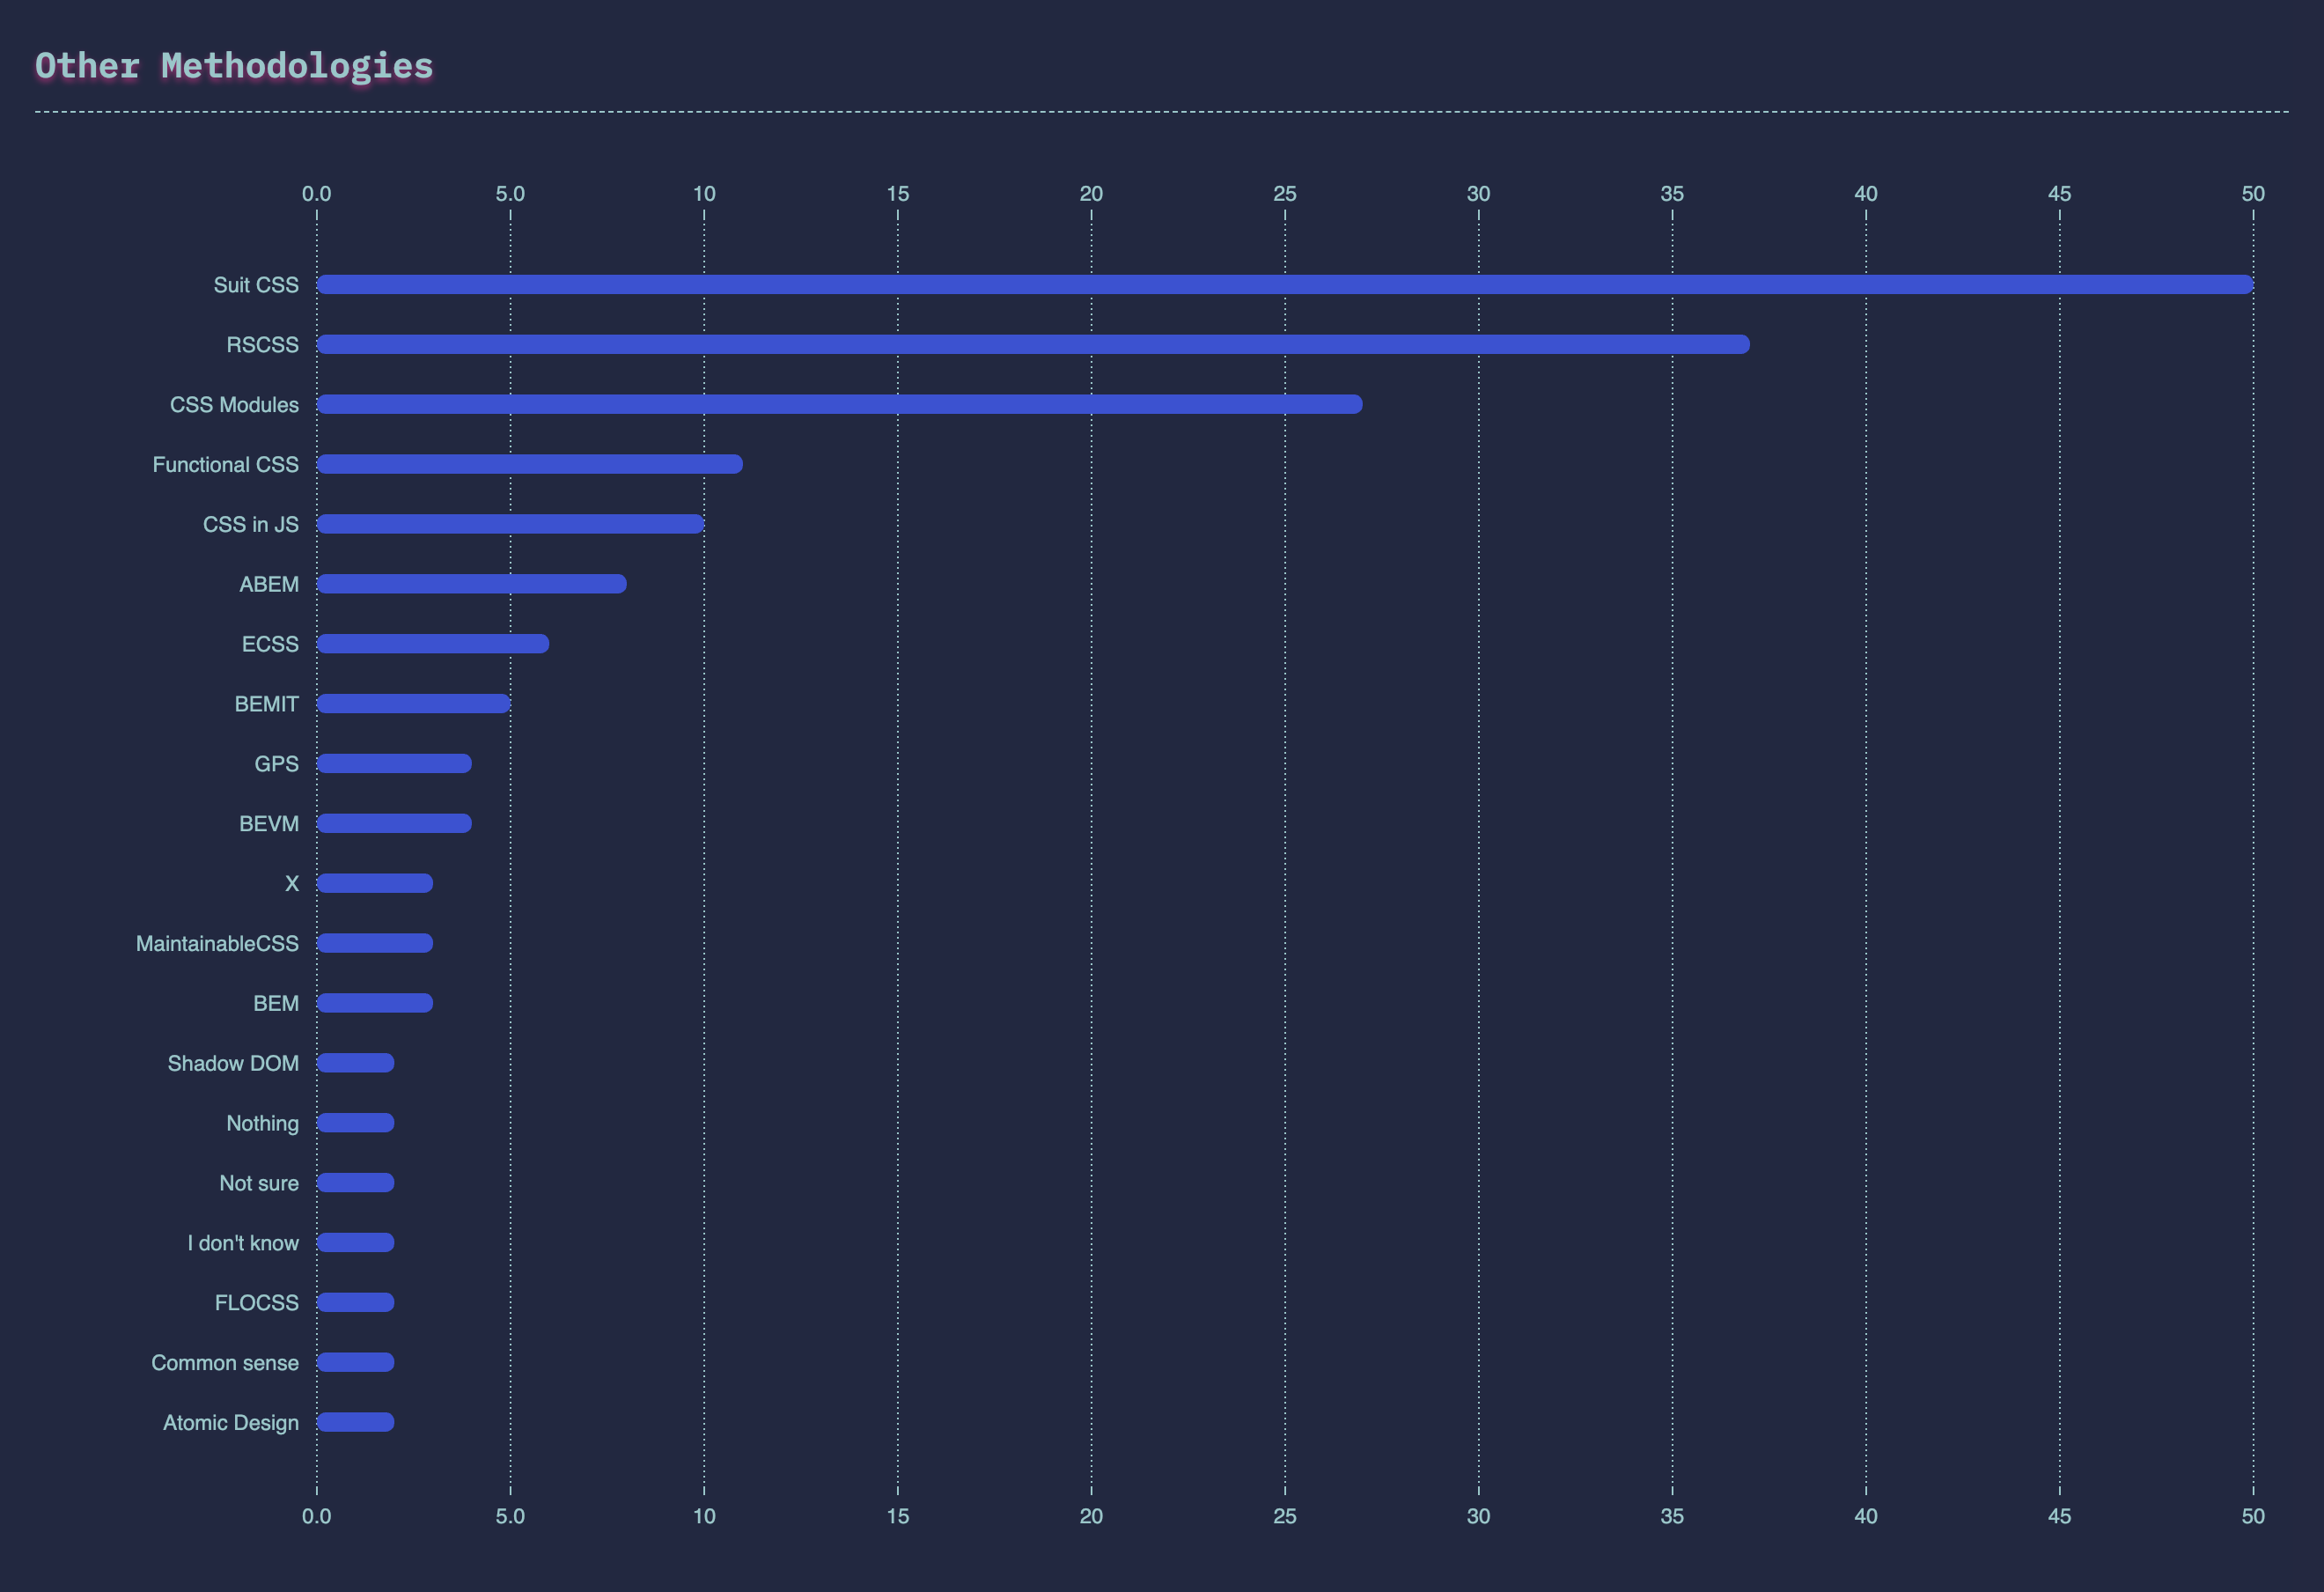 Other Methodologies
0.0 5.0 10 15 20 25 30 35 40 45 50
Suit CSS
RSCSS
CSS Modules
Functional CSS
CSS in JS
ABEM
ECSS
BEMIT
GPS
BEVM
X
MaintainableCSS
BEM
Shadow DOM
Nothing
Not sure
I don't know
FLOCSS
Common sense
Atomic Design
0.0 5.0 10 15 20 25 30 35 40 45 50